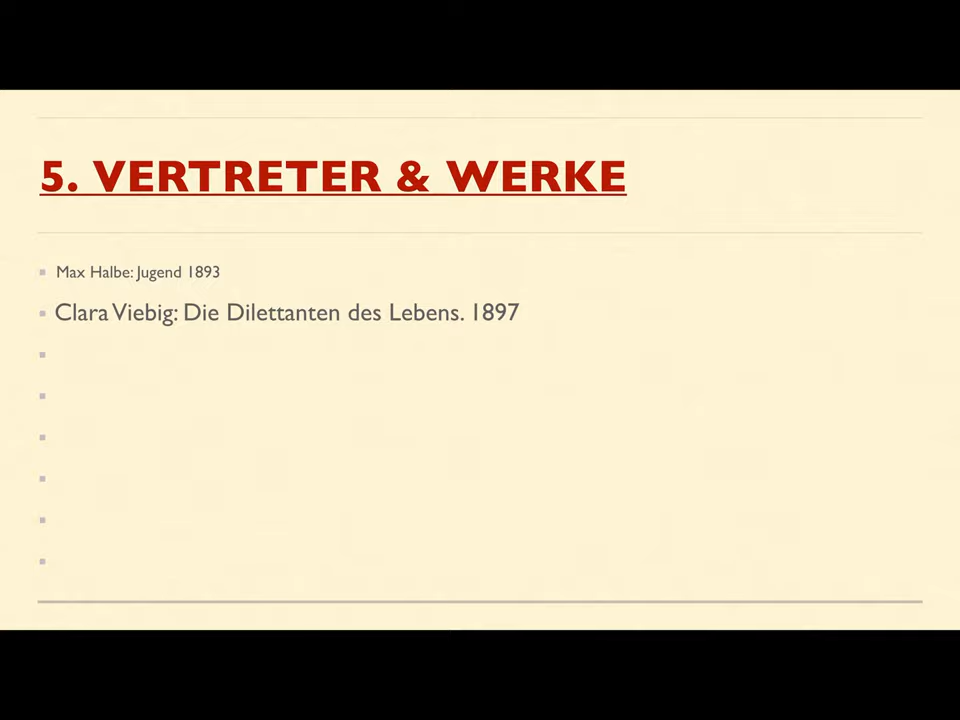 5. VERTRETER & WERKE
Max Halbe: Jugend 1893
Clara Viebig: Die Dilettanten des Lebens. 1897